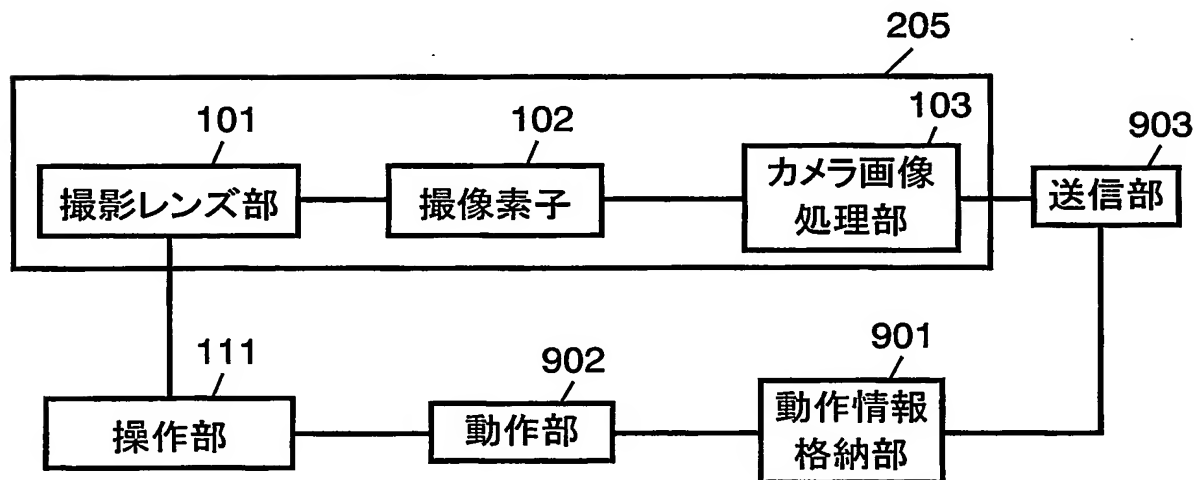 205
101
102
103
903
撮影レンズ部
撮像素子
カメラ画像
処理部
送信部
111
902
901
操作部
動作部
動作情報
格納部